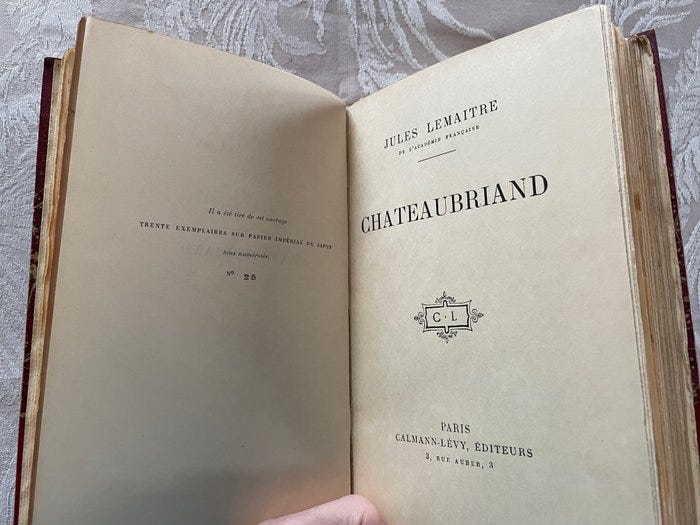 Il a été tiré de cet ouvrage
TRENTE EXEMPLAIRES SUR PAPIER IMPÉRIAL DU JAPON
tous numérotés.
N° 25
JULES LEMAITRE
DE L'ACADÉMIE FRANÇAISE
CHATEAUBRIAND
C · L
PARIS
CALMANN-LÉVY, ÉDITEURS
3, RUE AUBER, 3